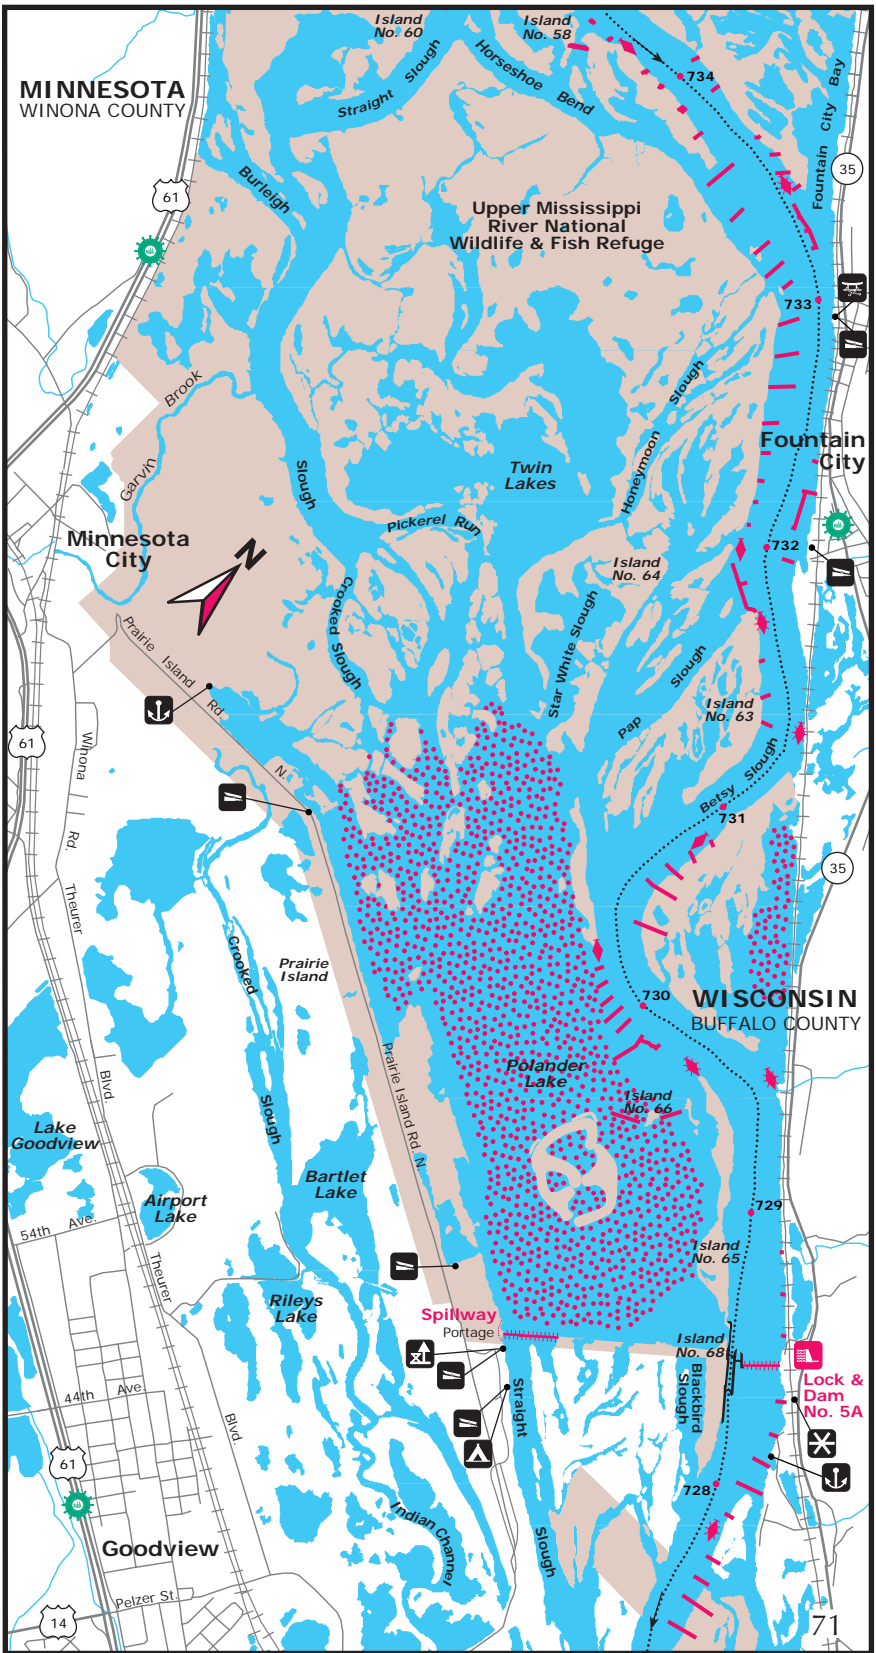 Island
No. 60
Island
No. 58
MINNESOTA
WINONA COUNTY
Straight Slough
Horseshoe Bend
734
Fountain City Bay
35
61
Burleigh
Slough
Upper Mississippi
River National
Wildlife & Fish Refuge
733
Garvin Brook
Honeymoon Slough
Fountain
City
Twin
Lakes
Pickerel Run
Minnesota
City
732
Island
No. 64
N
Crooked Slough
Star White Slough
Prairie Island Rd. N.
Pap Slough
Island
No. 63
61
Winona Rd.
Betsy Slough
731
35
Theurer Blvd
Crooked Slough
Prairie
Island
730
WISCONSIN
BUFFALO COUNTY
Prairie Island Rd. N.
Polander
Lake
Island
No. 66
Lake
Goodview
Bartlet
Lake
Airport
Lake
54th Ave.
729
Island
No. 65
Theurer Blvd.
Rileys
Lake
Spillway
Portage
Island
No. 68
Lock &
Dam
No. 5A
Blackbird
Slough
44th Ave.
Straight Slough
61
728
Indian Channel
Goodview
Pelzer St.
14
71